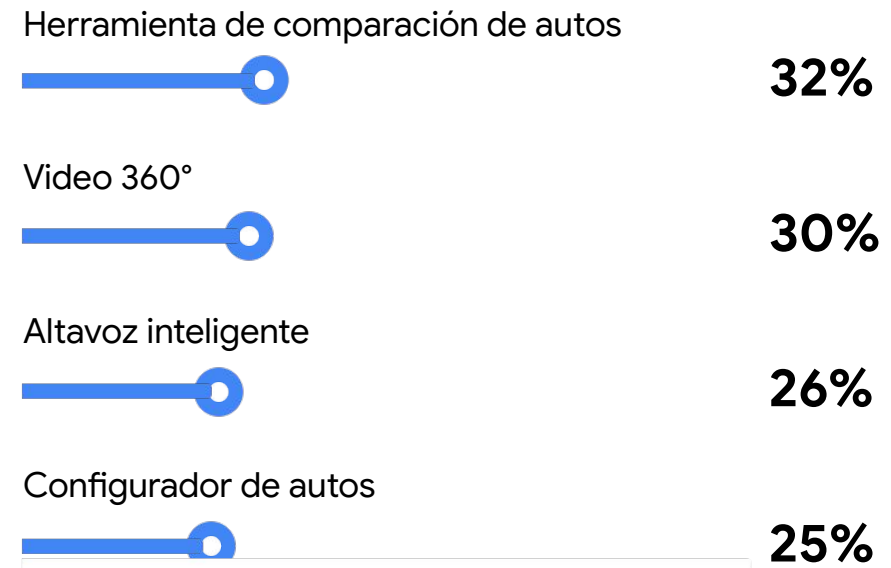 Herramienta de comparación de autos
32%
Video 360°
30%
Altavoz inteligente
26%
Configurador de autos
25%